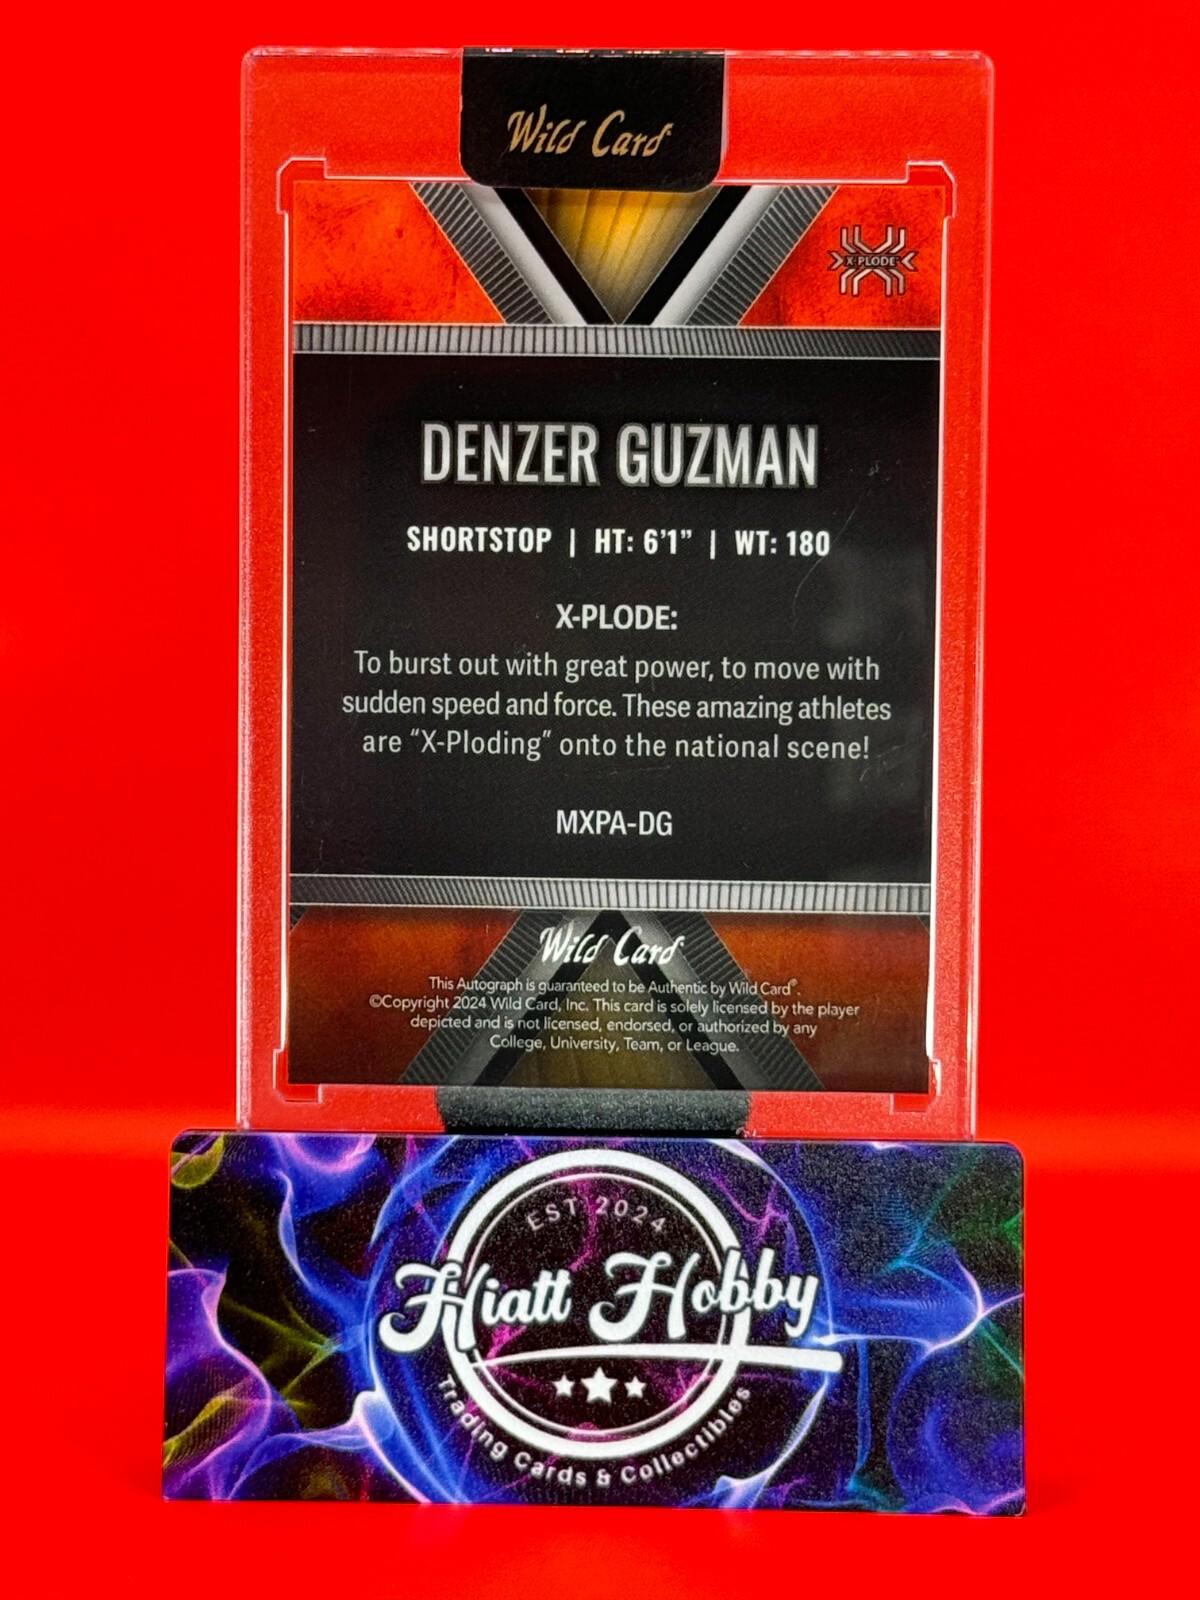 Wild Card
X-PLODE
DENZER GUZMAN
SHORTSTOP | HT: 6'1" | WT: 180
X-PLODE:
To burst out with great power, to move with
sudden speed and force. These amazing athletes
are "X-Ploding" onto the national scene!
MXPA-DG
Wild Card
This Autograph is guaranteed to be Authentic by Wild Card®.
©Copyright 2024 Wild Card, Inc. This card is solely licensed by the player
depicted and is not licensed, endorsed, or authorized by any
College, University, Team, or League.
EST 2024
Hiatt Hobby
Trading Cards & Collectibles